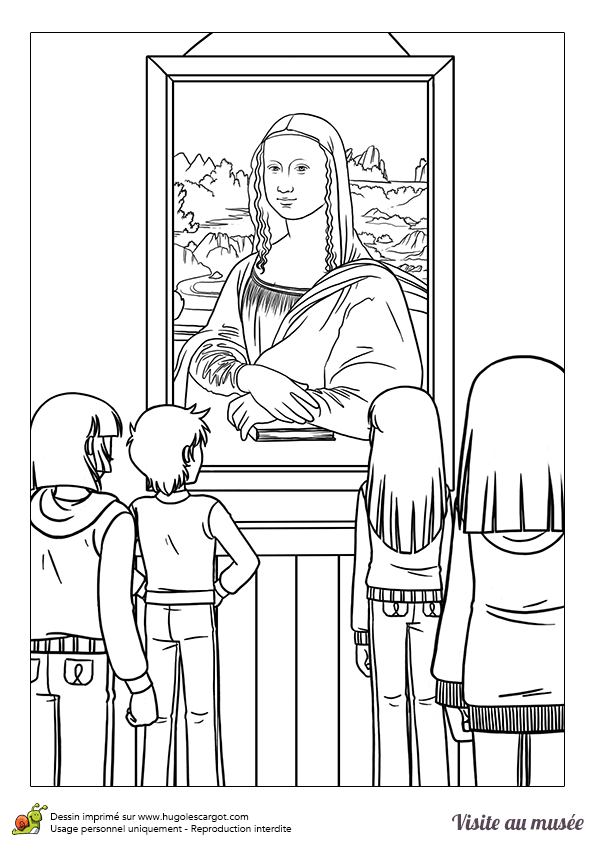 Dessin imprimé sur www.hugolescargot.com
Usage personnel uniquement - Reproduction interdite
Visite au musée